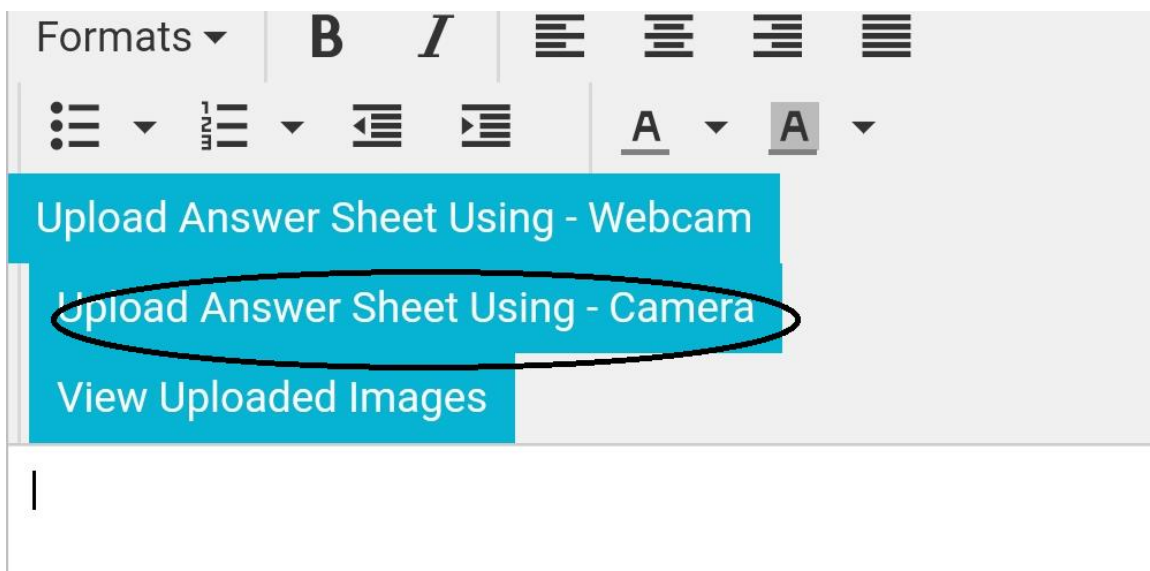 Formats B I
A A
Upload Answer Sheet Using - Webcam
Upload Answer Sheet Using - Camera
View Uploaded Images